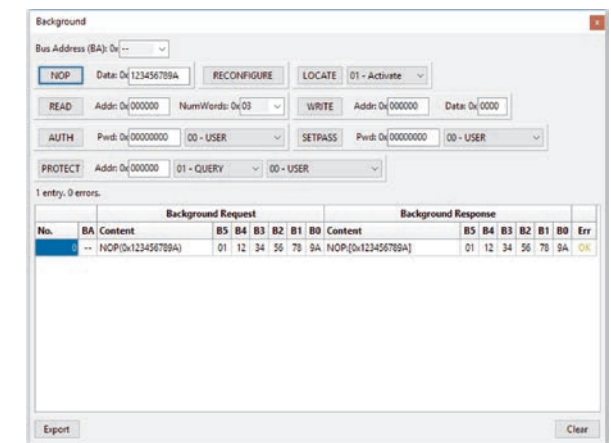 Background
Bus Address (BA): 0x --
NOP Data: 0x 123456789A RECONFIGURE LOCATE 01 - Activate
READ Addr: 0x 000000 NumWords: 0x 03 WRITE Addr: 0x 000000 Data: 0x 0000
AUTH Pwd: 0x 00000000 00 - USER SETPASS Pwd: 0x 00000000 00 - USER
PROTECT Addr: 0x 000000 01 - QUERY 00 - USER
1 entry. 0 errors.
Background Request Background Response
No. BA Content B5 B4 B3 B2 B1 B0 Content B5 B4 B3 B2 B1 B0 Err
0 -- NOP(0x123456789A) 01 12 34 56 78 9A NOP:[0x123456789A] 01 12 34 56 78 9A OK
Export Clear